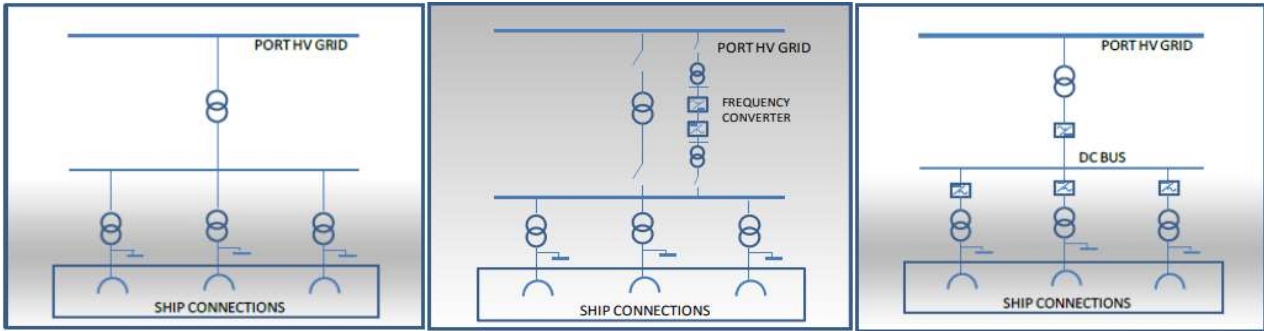 PORT HV GRID
SHIP CONNECTIONS
PORT HV GRID
FREQUENCY
CONVERTER
SHIP CONNECTIONS
PORT HV GRID
DC BUS
SHIP CONNECTIONS